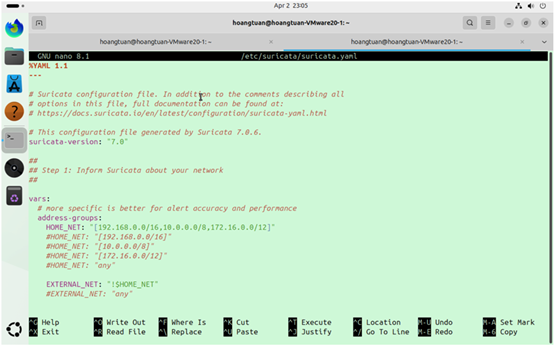 Apr 2 23:05
hoangtuan@hoangtuan-VMware20-1: ~
hoangtuan@hoangtuan-VMware20-1: ~
hoangtuan@hoangtuan-VMware20-1: ~
GNU nano 8.1 /etc/suricata/suricata.yaml
%YAML 1.1
---
# Suricata configuration file. In addition to the comments describing all
# options in this file, full documentation can be found at:
# https://docs.suricata.io/en/latest/configuration/suricata-yaml.html
# This configuration file generated by Suricata 7.0.6.
suricata-version: "7.0"
##
## Step 1: Inform Suricata about your network
##
vars:
# more specific is better for alert accuracy and performance
address-groups:
HOME_NET: "[192.168.0.0/16,10.0.0.0/8,172.16.0.0/12]"
#HOME_NET: "[192.168.0.0/16]"
#HOME_NET: "[10.0.0.0/8]"
#HOME_NET: "[172.16.0.0/12]"
#HOME_NET: "any"
EXTERNAL_NET: "!$HOME_NET"
#EXTERNAL_NET: "any"
^G Help ^O Write Out ^F Where Is ^K Cut ^T Execute ^C Location M-U Undo M-A Set Mark
^X Exit ^R Read File ^\ Replace ^U Paste ^J Justify ^/ Go To Line M-E Redo M-6 Copy